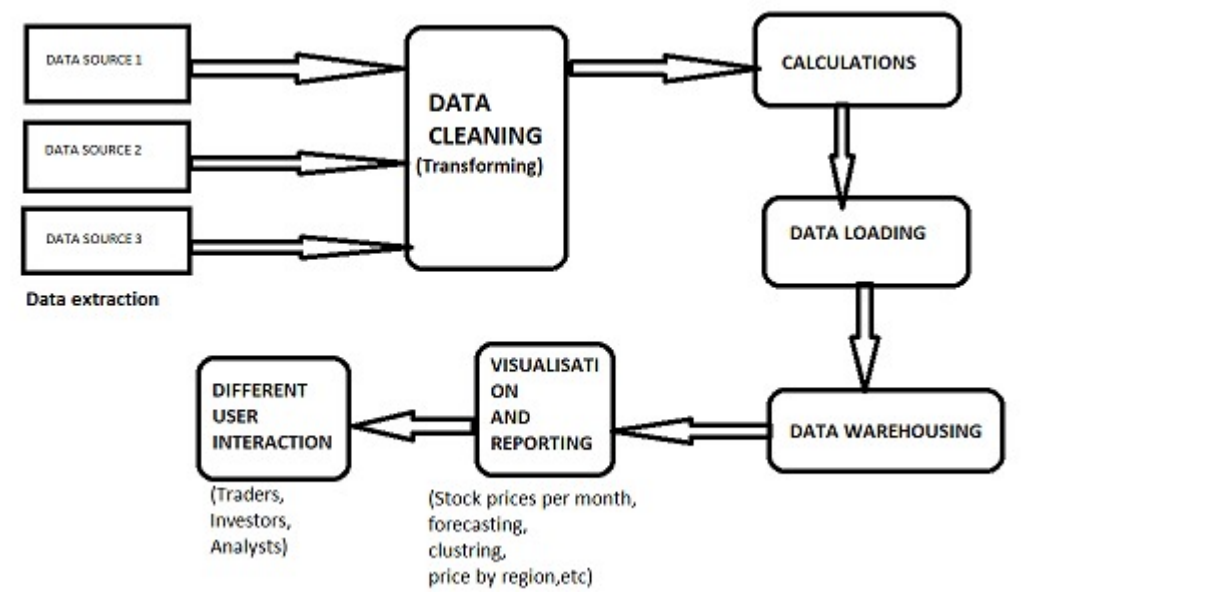 DATA SOURCE 1
DATA SOURCE 2
DATA SOURCE 3
Data extraction
DATA
CLEANING
(Transforming)
CALCULATIONS
DATA LOADING
DATA WAREHOUSING
VISUALISATI
ON
AND
REPORTING
(Stock prices per month,
forecasting,
clustring,
price by region,etc)
DIFFERENT
USER
INTERACTION
(Traders,
Investors,
Analysts)